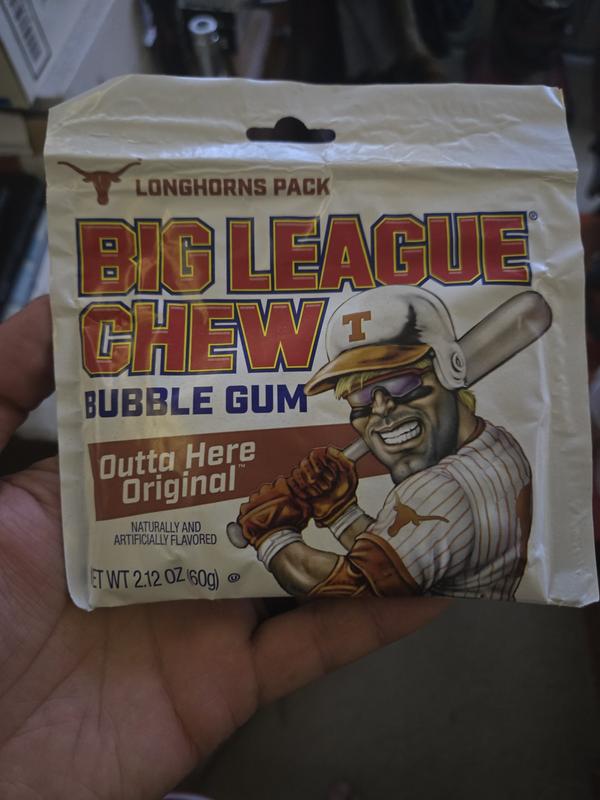 LONGHORNS PACK
BIG LEAGUE®
CHEW
BUBBLE GUM
T
Outta Here
Original™
NATURALLY AND
ARTIFICIALLY FLAVORED
ET WT 2.12 OZ (60g) Ⓤ